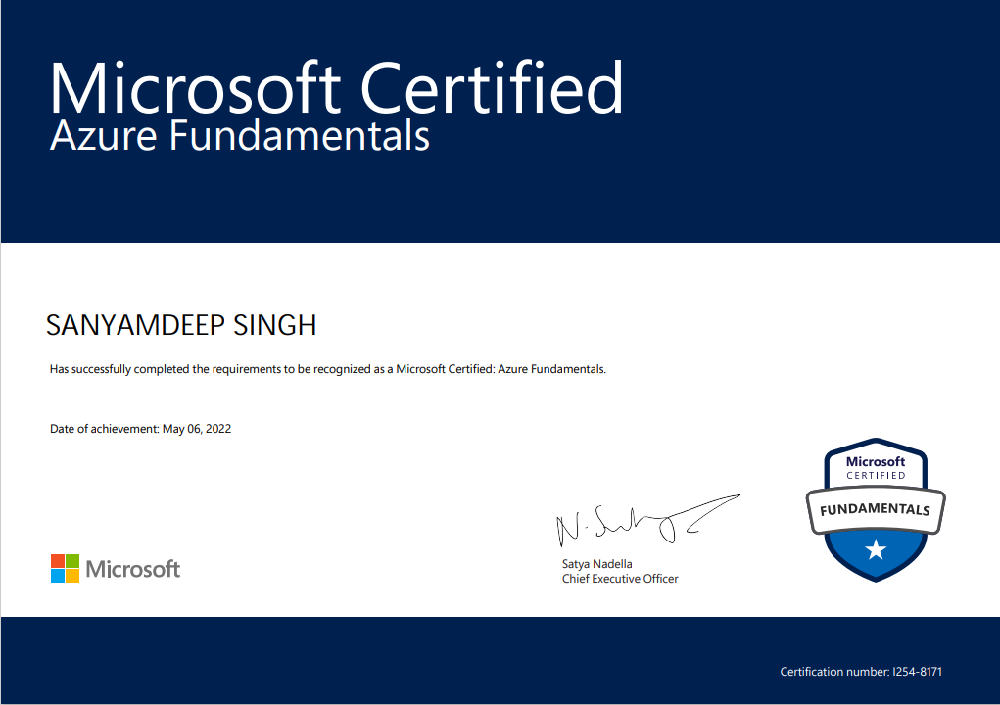 Microsoft Certified
Azure Fundamentals
SANYAMDEEP SINGH
Has successfully completed the requirements to be recognized as a Microsoft Certified: Azure Fundamentals.
Date of achievement: May 06, 2022
Microsoft
CERTIFIED
FUNDAMENTALS
Satya Nadella
Chief Executive Officer
Microsoft
Certification number: I254-8171